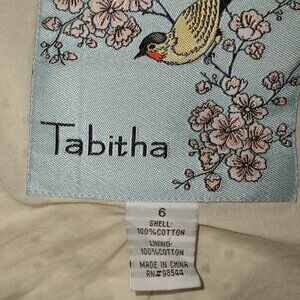 Tabitha
6
SHELL:
100%COTTON
LINING:
100%COTTON
MADE IN CHINA
RN#98544